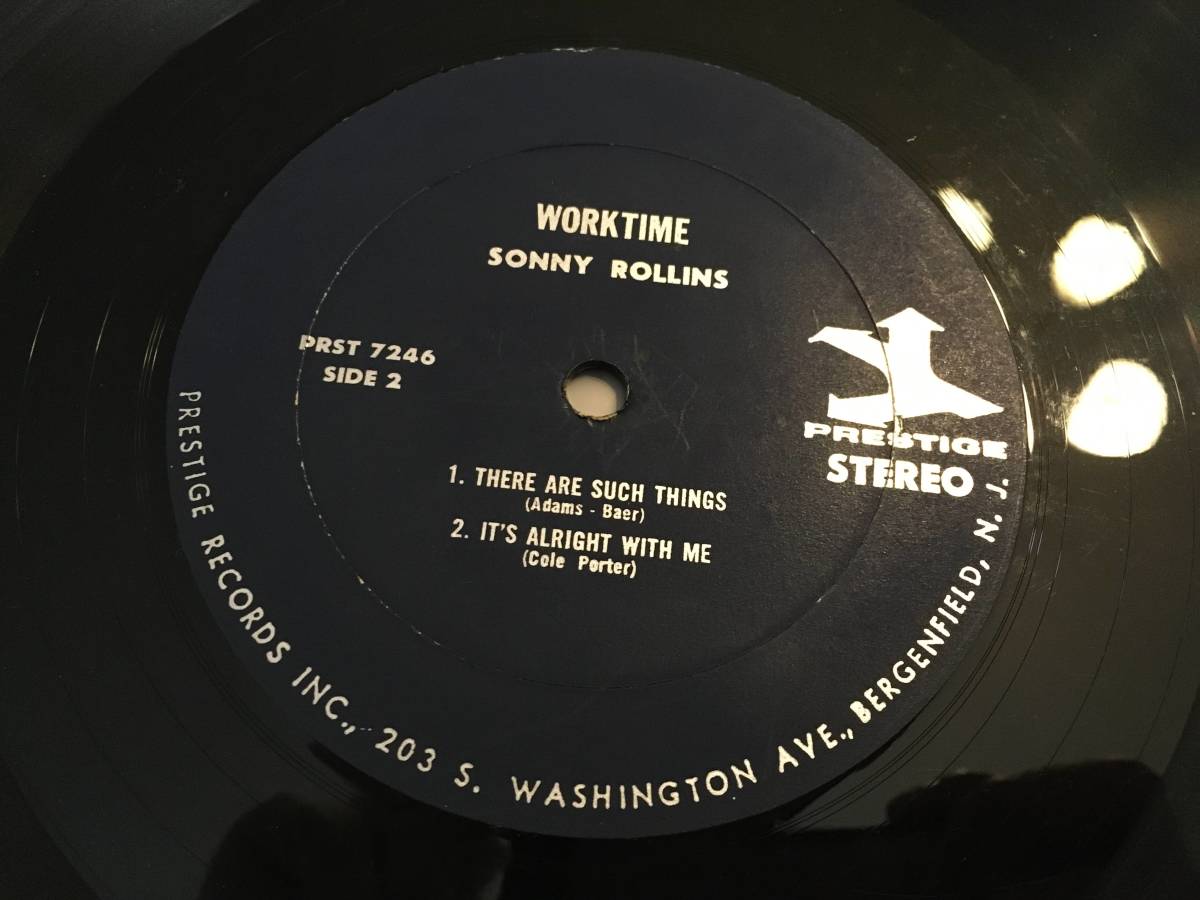 WORKTIME
SONNY ROLLINS
PRST 7246
SIDE 2
PRESTIGE
STEREO
1. THERE ARE SUCH THINGS
(Adams - Baer)
2. IT'S ALRIGHT WITH ME
(Cole Porter)
PRESTIGE RECORDS INC., 203 S. WASHINGTON AVE., BERGENFIELD, N. J.